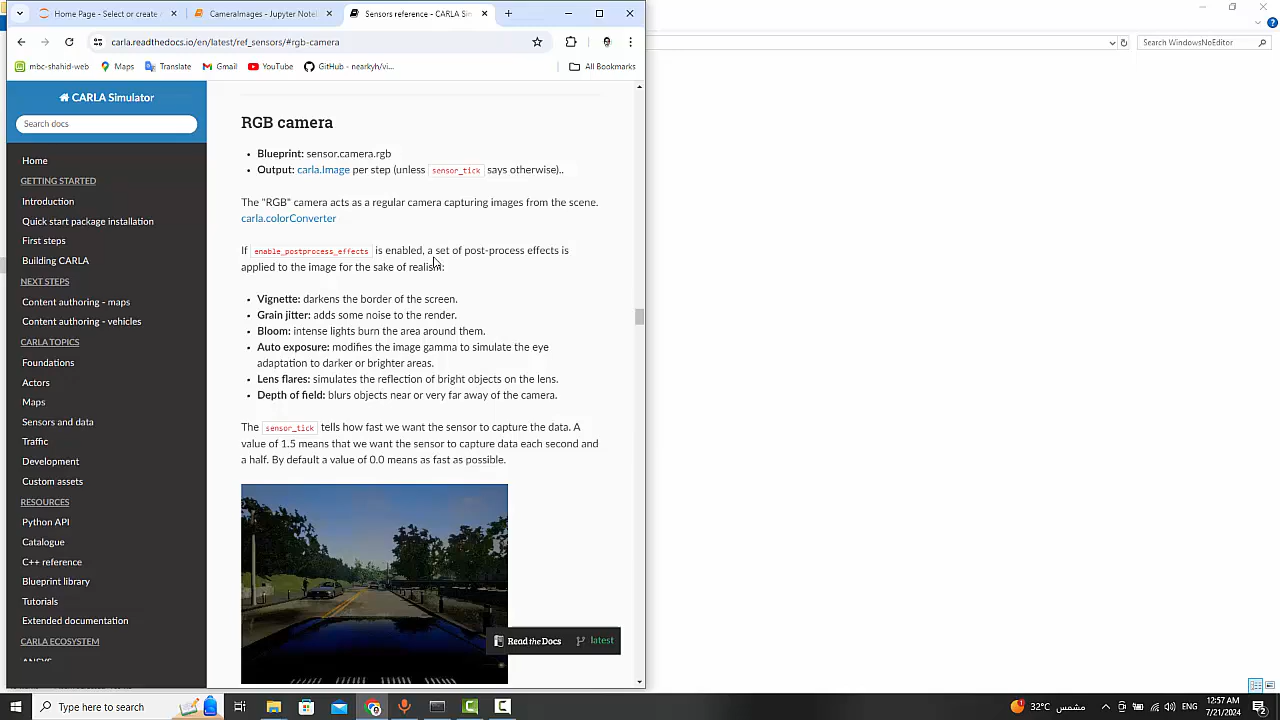 Home Page - Select or create a
CameraImages - Jupyter Noteb
Sensors reference - CARLA Sim
carla.readthedocs.io/en/latest/ref_sensors/#rgb-camera
Search WindowsNoEditor
mbc-shahid-web
Maps
Translate
Gmail
YouTube
GitHub - nearkyh/vi...
All Bookmarks
CARLA Simulator
Search docs
Home
GETTING STARTED
Introduction
Quick start package installation
First steps
Building CARLA
NEXT STEPS
Content authoring - maps
Content authoring - vehicles
CARLA TOPICS
Foundations
Actors
Maps
Sensors and data
Traffic
Development
Custom assets
RESOURCES
Python API
Catalogue
C++ reference
Blueprint library
Tutorials
Extended documentation
CARLA ECOSYSTEM
ANSYS
RGB camera
Blueprint: sensor.camera.rgb
Output: carla.Image per step (unless sensor_tick says otherwise)..
The "RGB" camera acts as a regular camera capturing images from the scene.
carla.colorConverter
If enable_postprocess_effects is enabled, a set of post-process effects is
applied to the image for the sake of realism:
Vignette: darkens the border of the screen.
Grain jitter: adds some noise to the render.
Bloom: intense lights burn the area around them.
Auto exposure: modifies the image gamma to simulate the eye
adaptation to darker or brighter areas.
Lens flares: simulates the reflection of bright objects on the lens.
Depth of field: blurs objects near or very far away of the camera.
The sensor_tick tells how fast we want the sensor to capture the data. A
value of 1.5 means that we want the sensor to capture data each second and
a half. By default a value of 0.0 means as fast as possible.
Read the Docs latest
Type here to search
32°C مشمس
ENG
12:57 AM
7/21/2024